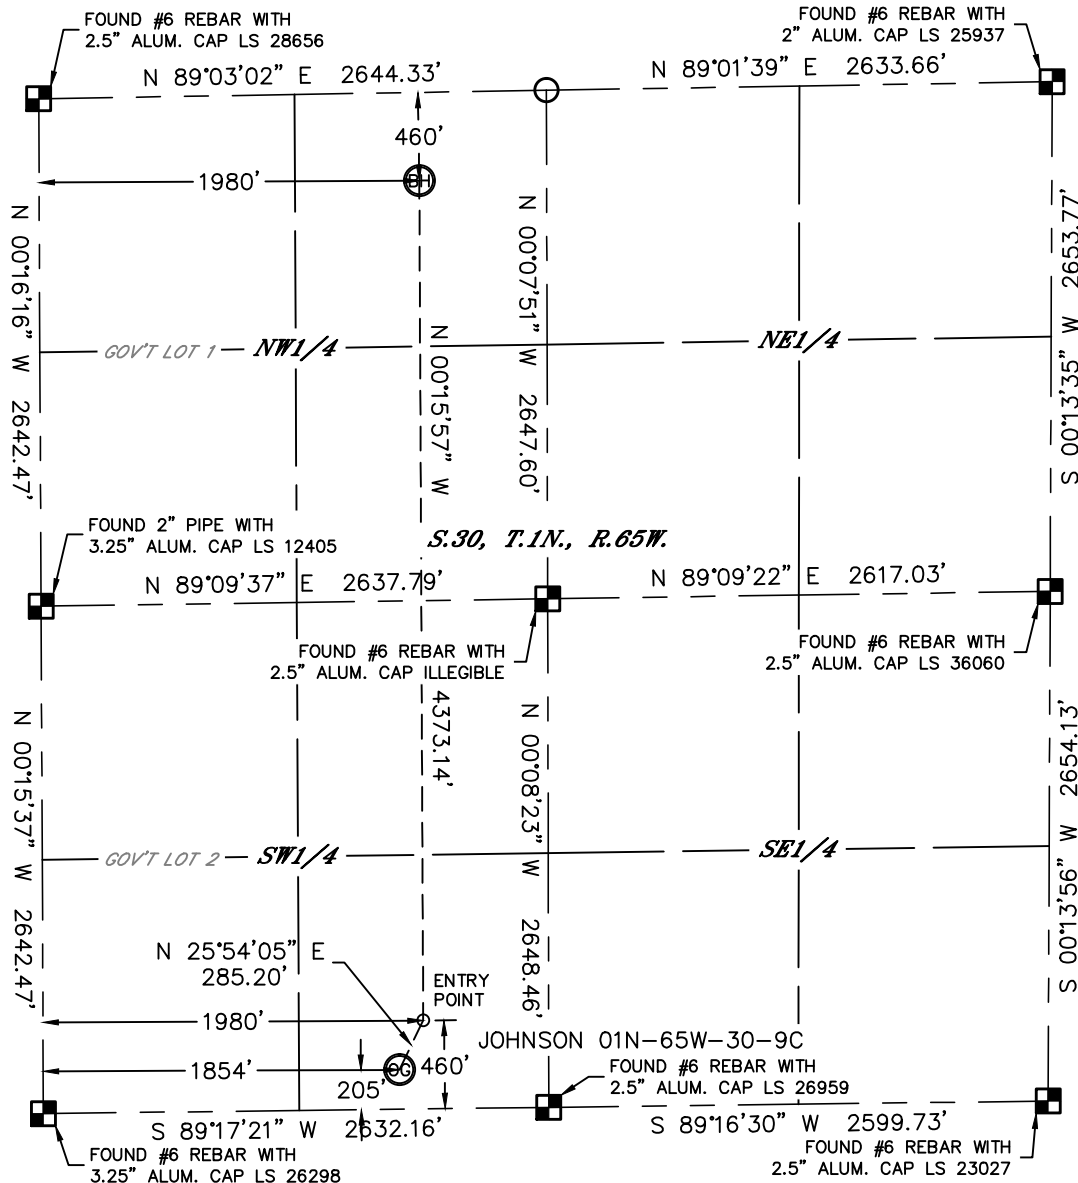 FOUND #6 REBAR WITH
2.5" ALUM. CAP LS 28656
FOUND #6 REBAR WITH
2" ALUM. CAP LS 25937
N 89°03'02" E 2644.33'
N 89°01'39" E 2633.66'
460'
1980'
BH
N 00°16'16" W 2642.47'
N 00°15'57" W
4373.14'
N 00°07'51" W 2647.60'
S 00°13'35" W 2653.77'
GOV'T LOT 1
NW1/4
NE1/4
S.30, T.1N., R.65W.
FOUND 2" PIPE WITH
3.25" ALUM. CAP LS 12405
N 89°09'37" E 2637.79'
N 89°09'22" E 2617.03'
FOUND #6 REBAR WITH
2.5" ALUM. CAP ILLEGIBLE
FOUND #6 REBAR WITH
2.5" ALUM. CAP LS 36060
N 00°15'37" W 2642.47'
N 00°08'23" W 2648.46'
S 00°13'56" W 2654.13'
GOV'T LOT 2
SW1/4
SE1/4
N 25°54'05" E
285.20'
ENTRY
POINT
1980'
1854'
205'
460'
JOHNSON 01N-65W-30-9C
FOUND #6 REBAR WITH
2.5" ALUM. CAP LS 26959
S 89°17'21" W 2632.16'
S 89°16'30" W 2599.73'
FOUND #6 REBAR WITH
3.25" ALUM. CAP LS 26298
FOUND #6 REBAR WITH
2.5" ALUM. CAP LS 23027